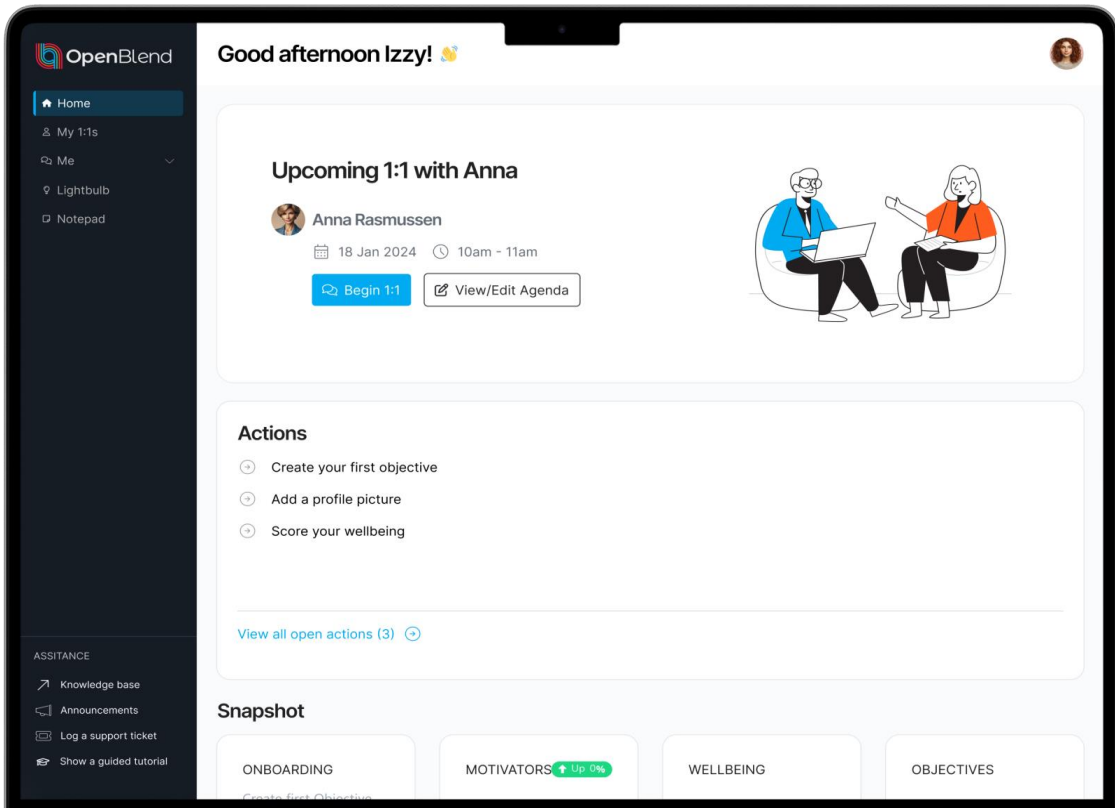 OpenBlend
Home
My 1:1s
Me
Lightbulb
Notepad
ASSITANCE
Knowledge base
Announcements
Log a support ticket
Show a guided tutorial
Good afternoon Izzy! 👋
Upcoming 1:1 with Anna
Anna Rasmussen
18 Jan 2024 10am - 11am
Begin 1:1 View/Edit Agenda
Actions
Create your first objective
Add a profile picture
Score your wellbeing
View all open actions (3)
Snapshot
ONBOARDING MOTIVATORS Up 0% WELLBEING OBJECTIVES
Create first Objective